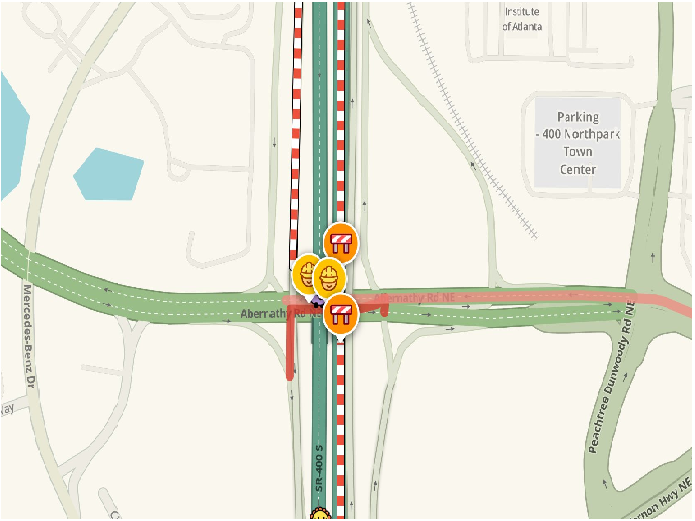 Institute
of Atlanta
Parking
- 400 Northpark
Town
Center
Abernathy Rd NE
Abernathy Rd NE
Mercedes-Benz Dr
Peachtree Dunwoody Rd NE
SR-400 S